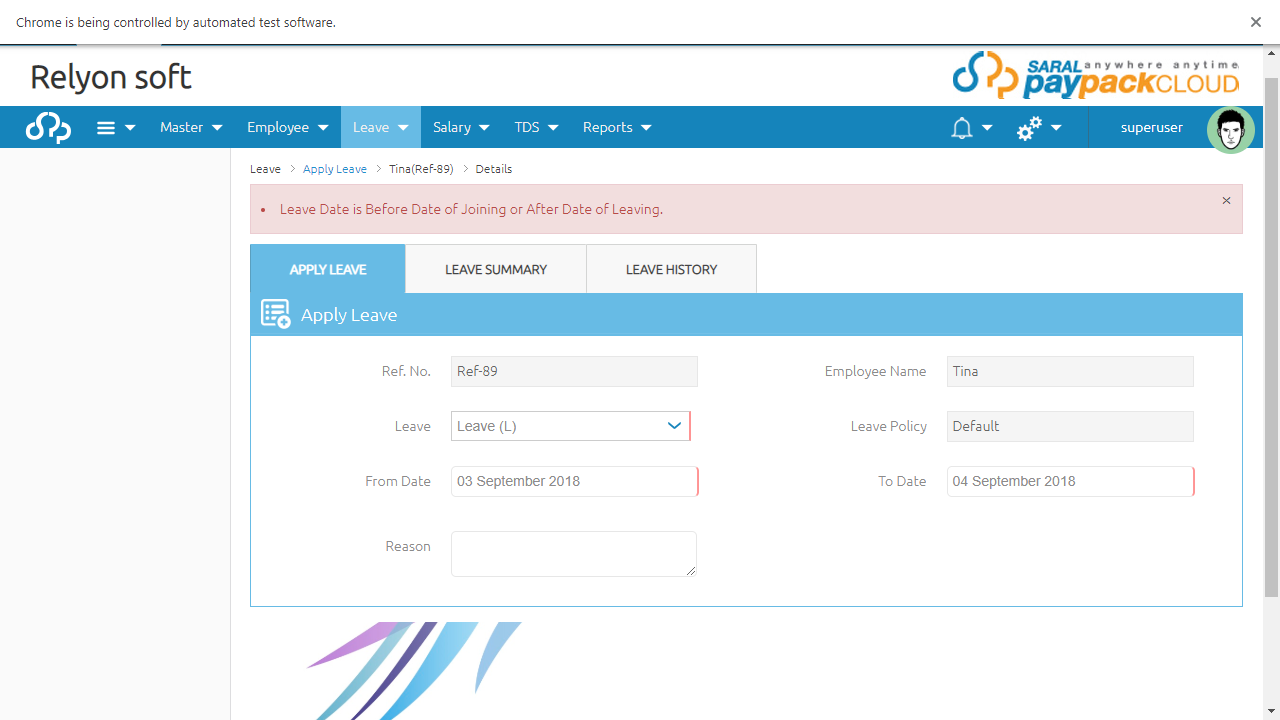 Chrome is being controlled by automated test software.
Relyon soft
SARAL anywhere anytime
paypackCLOUD
Master Employee Leave Salary TDS Reports superuser
Leave > Apply Leave > Tina(Ref-89) > Details
• Leave Date is Before Date of Joining or After Date of Leaving. ×
APPLY LEAVE LEAVE SUMMARY LEAVE HISTORY
Apply Leave
Ref. No. Ref-89 Employee Name Tina
Leave Leave (L) Leave Policy Default
From Date 03 September 2018 To Date 04 September 2018
Reason